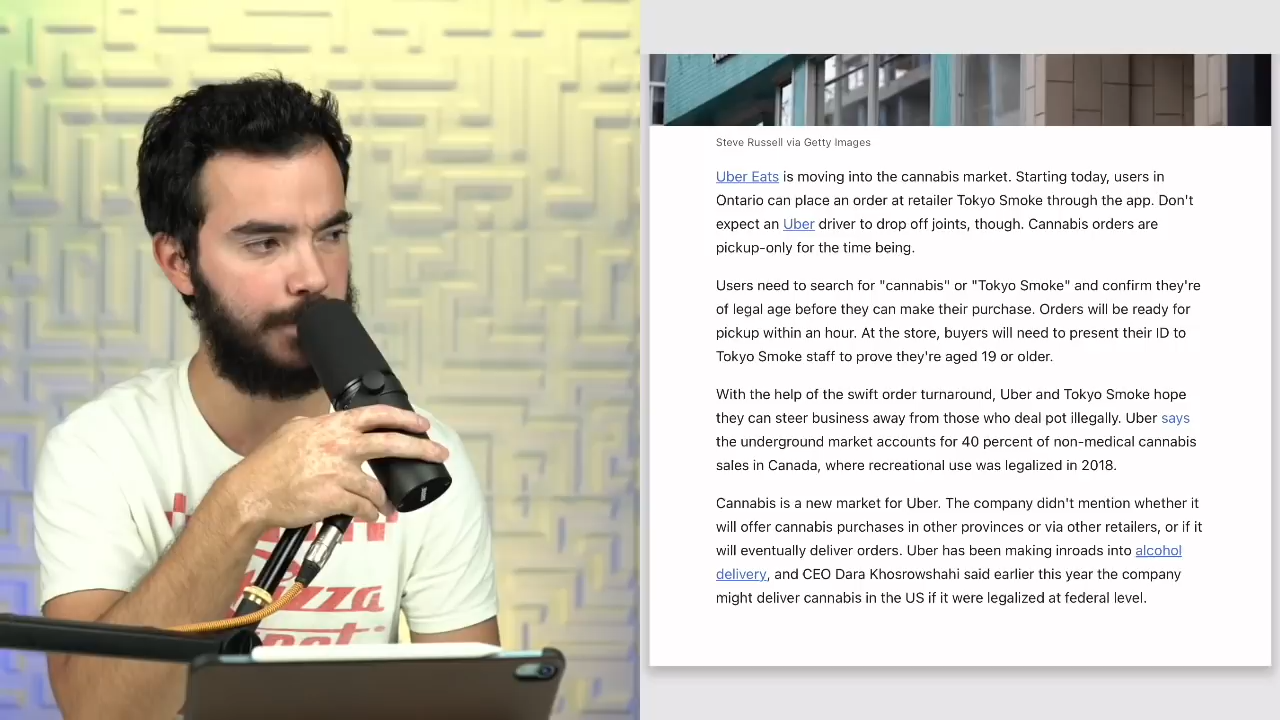 Steve Russell via Getty Images
Uber Eats is moving into the cannabis market. Starting today, users in
Ontario can place an order at retailer Tokyo Smoke through the app. Don't
expect an Uber driver to drop off joints, though. Cannabis orders are
pickup-only for the time being.
Users need to search for "cannabis" or "Tokyo Smoke" and confirm they're
of legal age before they can make their purchase. Orders will be ready for
pickup within an hour. At the store, buyers will need to present their ID to
Tokyo Smoke staff to prove they're aged 19 or older.
With the help of the swift order turnaround, Uber and Tokyo Smoke hope
they can steer business away from those who deal pot illegally. Uber says
the underground market accounts for 40 percent of non-medical cannabis
sales in Canada, where recreational use was legalized in 2018.
Cannabis is a new market for Uber. The company didn't mention whether it
will offer cannabis purchases in other provinces or via other retailers, or if it
will eventually deliver orders. Uber has been making inroads into alcohol
delivery, and CEO Dara Khosrowshahi said earlier this year the company
might deliver cannabis in the US if it were legalized at federal level.